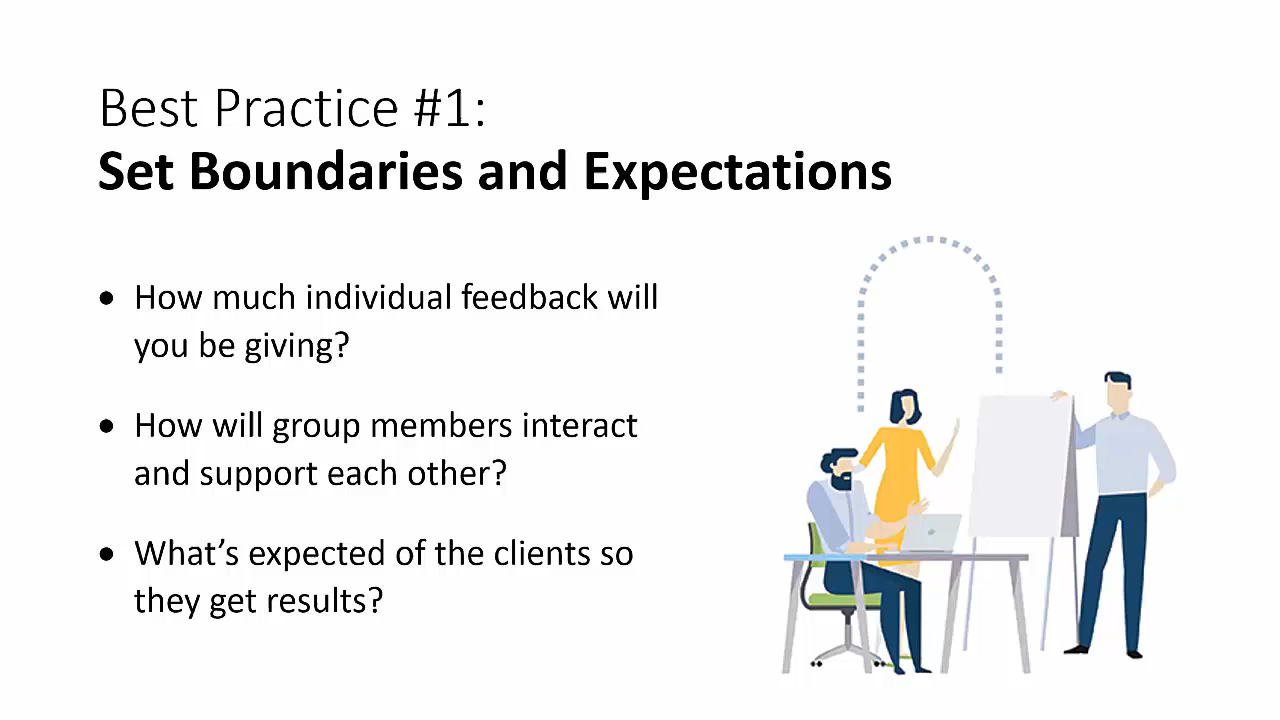 Best Practice #1:
Set Boundaries and Expectations
• How much individual feedback will
you be giving?
• How will group members interact
and support each other?
• What’s expected of the clients so
they get results?